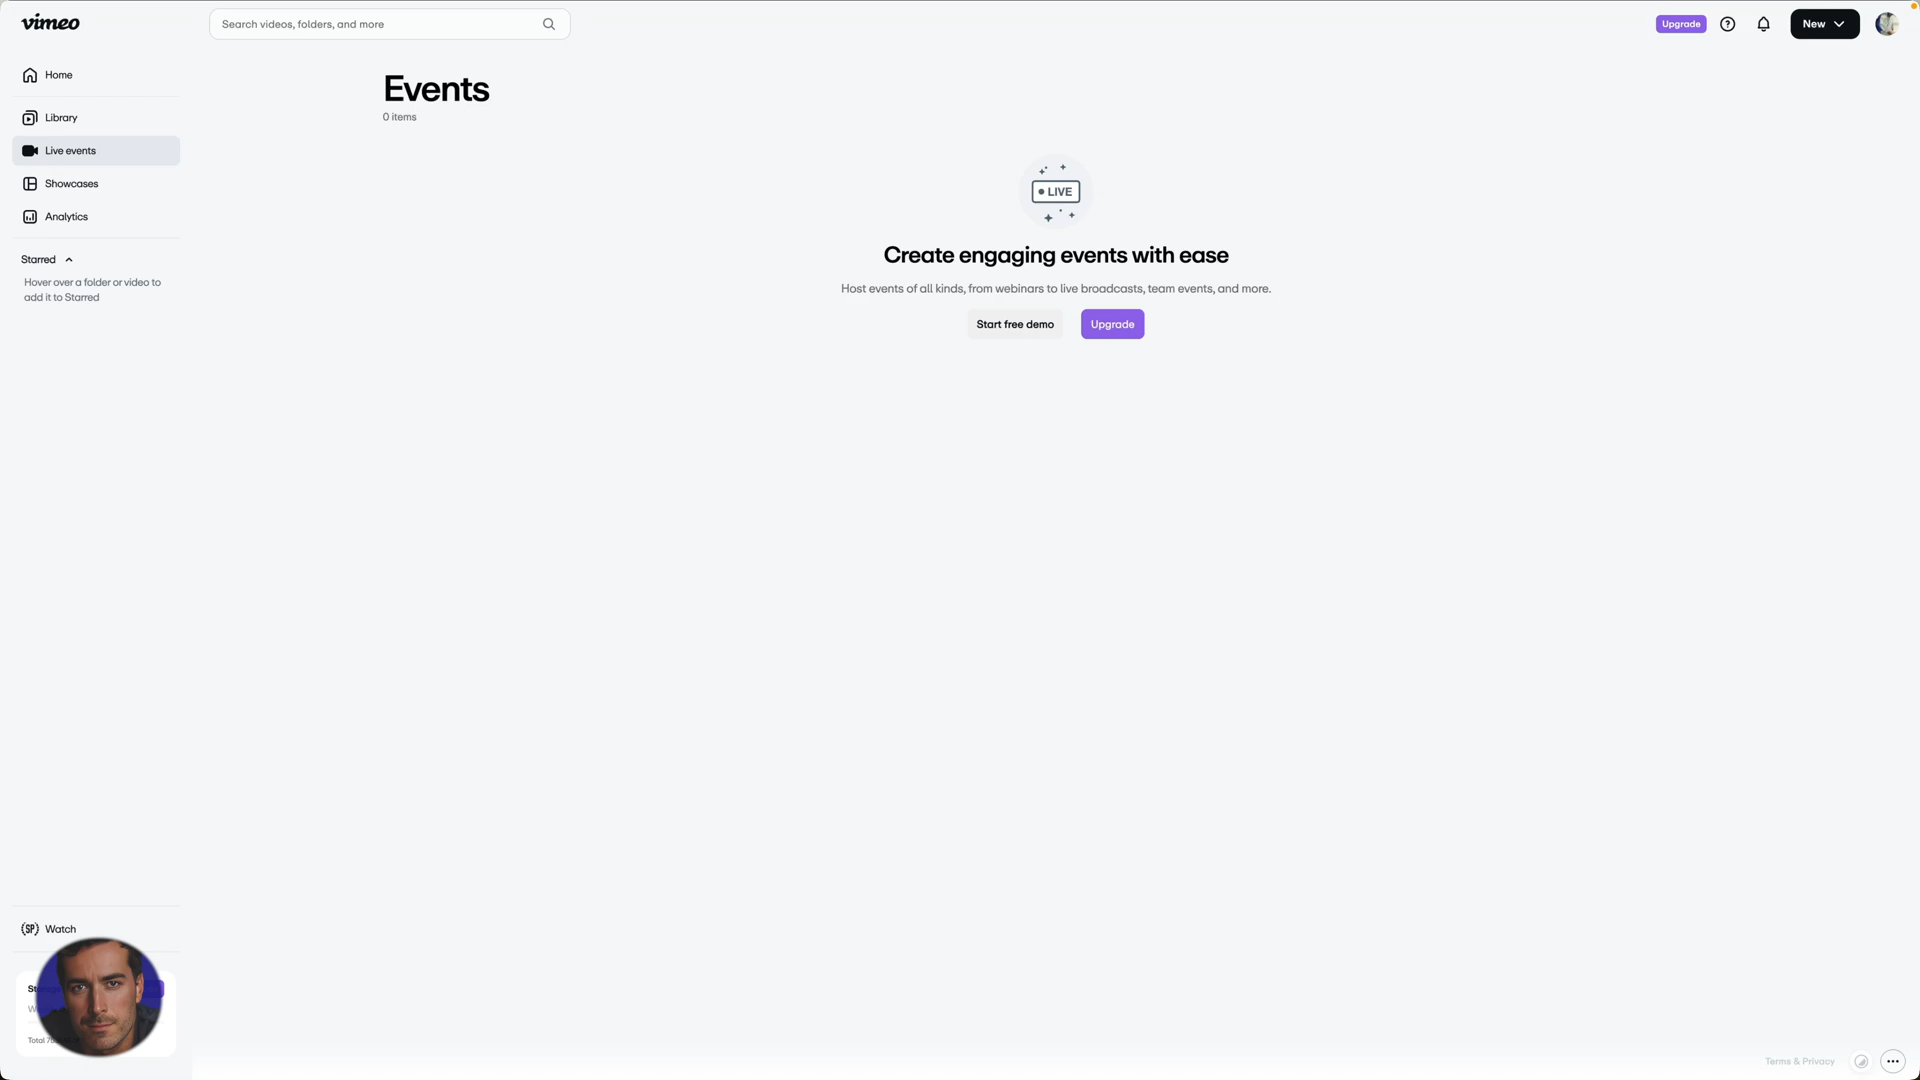 vimeo
Search videos, folders, and more
Upgrade
New
Home
Library
Live events
Showcases
Analytics
Starred
Hover over a folder or video to
add it to Starred
Events
0 items
LIVE
Create engaging events with ease
Host events of all kinds, from webinars to live broadcasts, team events, and more.
Start free demo
Upgrade
(SP)
Watch
Total
Terms & Privacy